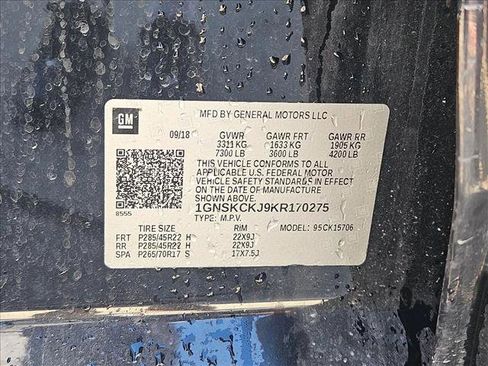 GM
MFD BY GENERAL MOTORS LLC
09/18 GVWR GAWR FRT GAWR RR
3311 KG 1633 KG 1905 KG
7300 LB 3600 LB 4200 LB
THIS VEHICLE CONFORMS TO ALL
APPLICABLE U.S. FEDERAL MOTOR
VEHICLE SAFETY STANDARDS IN EFFECT
ON THE DATE OF MANUFACTURE
SHOWN ABOVE.
8555 1GNSKCKJ9KR170275
TYPE: M.P.V. MODEL: 95CK15706
TIRE SIZE RIM
FRT P285/45R22 H 22X9J
RR P285/45R22 H 22X9J
SPA P265/70R17 S 17X7.5J